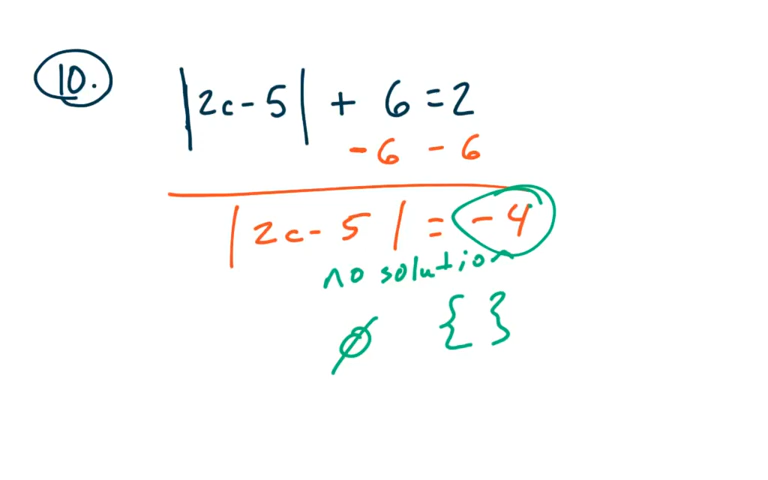 10.
|2c-5| + 6 = 2
-6 -6
|2c-5| = -4
no solution
∅ { }